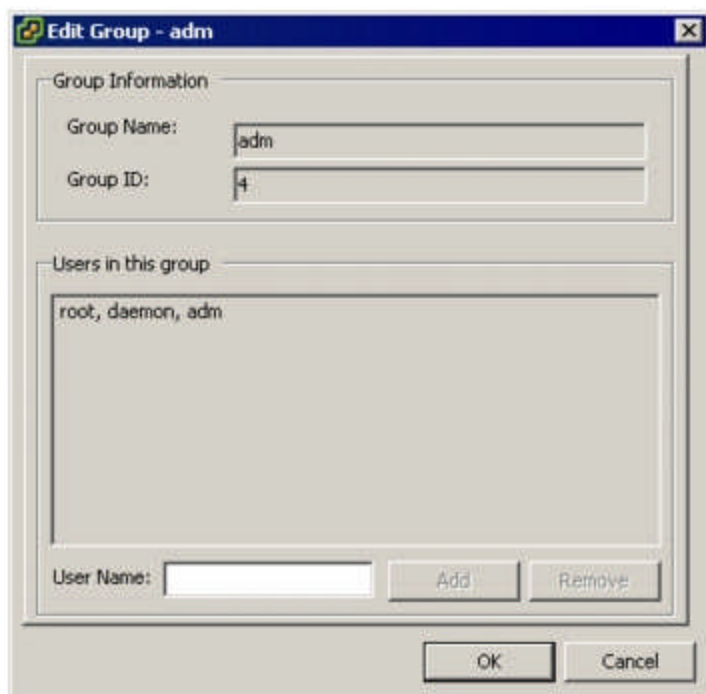 Edit Group - adm
Group Information
Group Name: adm
Group ID: 4
Users in this group
root, daemon, adm
User Name: Add Remove
OK Cancel